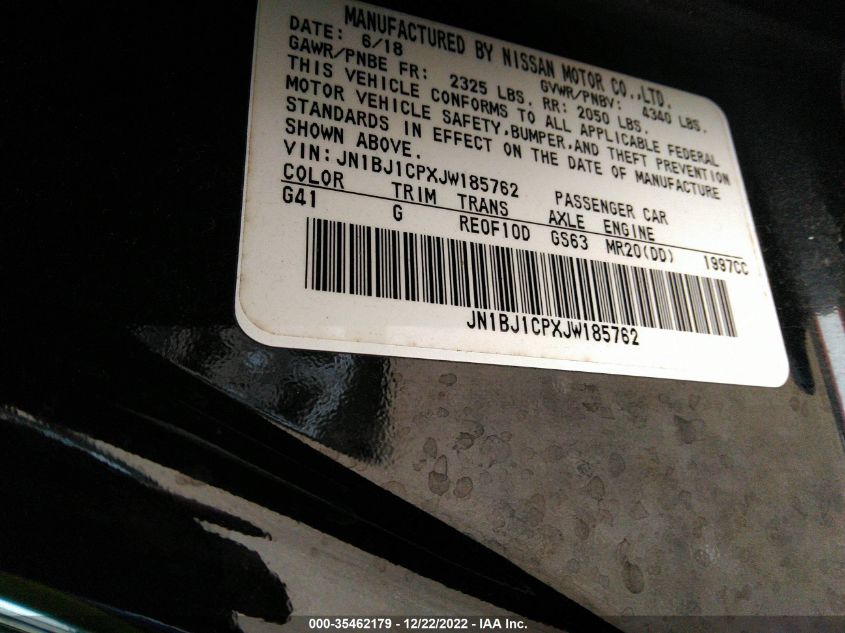 MANUFACTURED BY NISSAN MOTOR CO.,LTD.
DATE: 6/18 GVWR/PNBV: 4340 LBS.
GAWR/PNBE FR: 2325 LBS. RR: 2050 LBS.
THIS VEHICLE CONFORMS TO ALL APPLICABLE FEDERAL
MOTOR VEHICLE SAFETY,BUMPER,AND THEFT PREVENTION
STANDARDS IN EFFECT ON THE DATE OF MANUFACTURE
SHOWN ABOVE.
VIN:JN1BJ1CPXJW185762 PASSENGER CAR
COLOR TRIM TRANS AXLE ENGINE
G41 G RE0F10D GS63 MR20(DD) 1997CC
JN1BJ1CPXJW185762
000-35462179 - 12/22/2022 - IAA Inc.